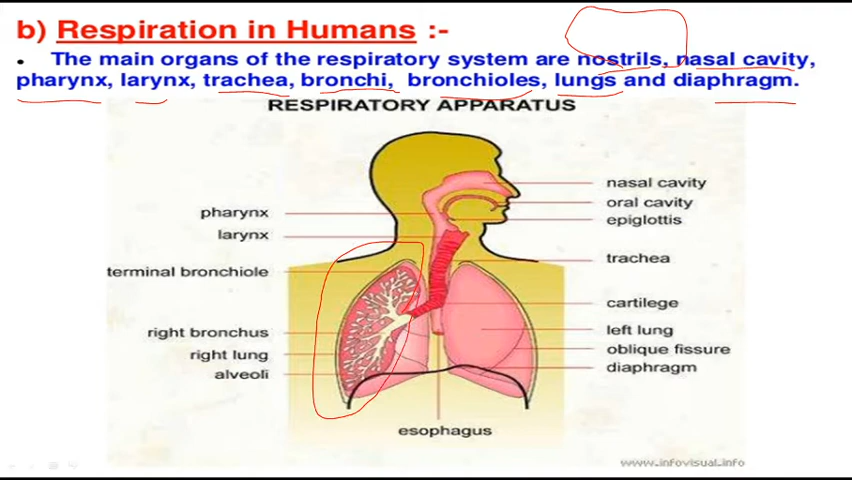 b) Respiration in Humans :-
• The main organs of the respiratory system are nostrils, nasal cavity,
pharynx, larynx, trachea, bronchi, bronchioles, lungs and diaphragm.
RESPIRATORY APPARATUS
nasal cavity
oral cavity
pharynx
epiglottis
larynx
trachea
terminal bronchiole
cartilege
right bronchus
left lung
right lung
oblique fissure
alveoli
diaphragm
esophagus
www.infovisual.info